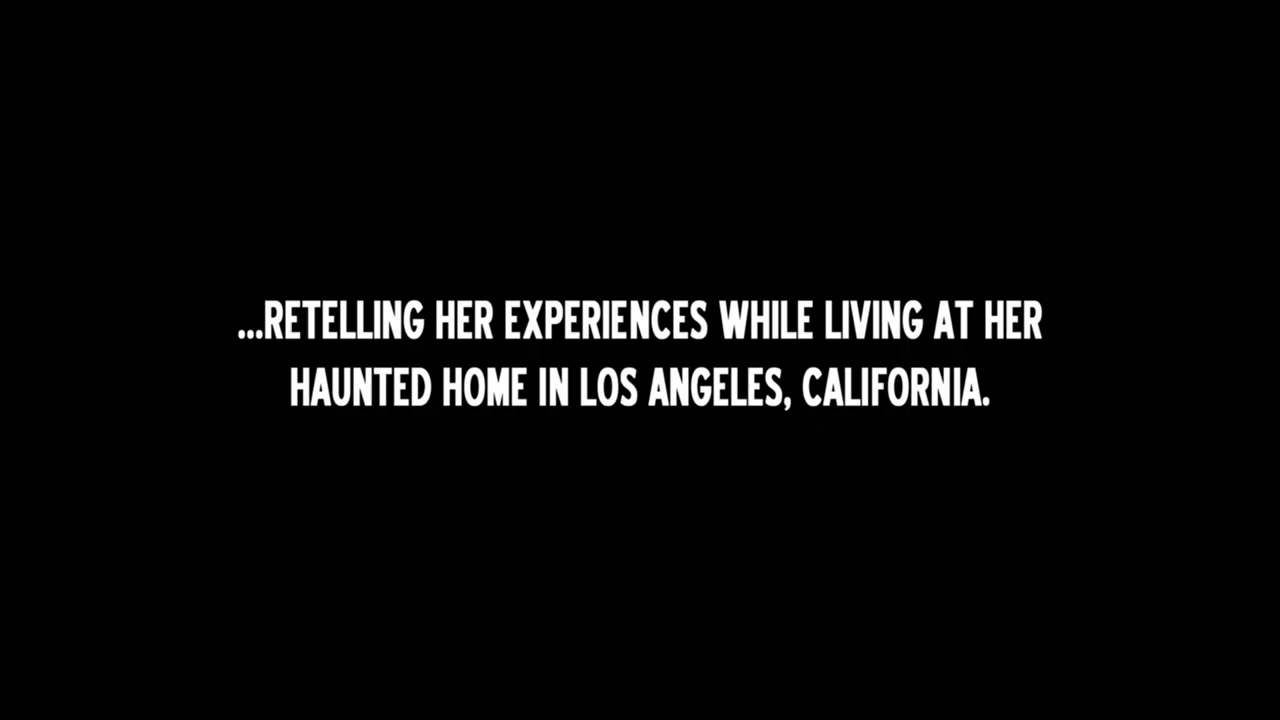 ...RETELLING HER EXPERIENCES WHILE LIVING AT HER
HAUNTED HOME IN LOS ANGELES, CALIFORNIA.